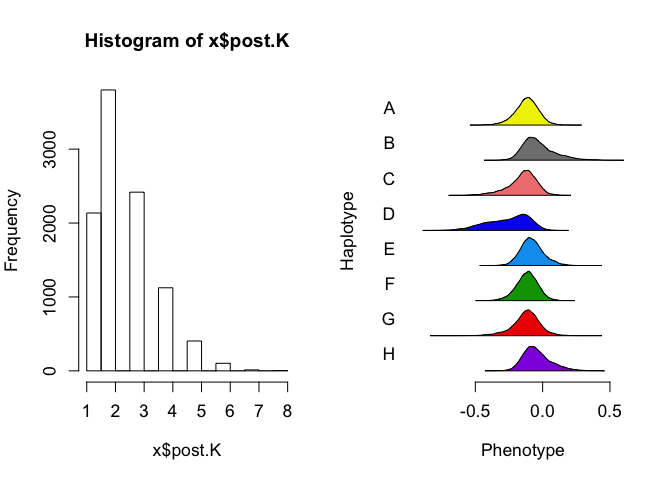 Histogram of x$post.K
Frequency
0
1000
2000
3000
1 2 3 4 5 6 7 8
x$post.K
Haplotype
A
B
C
D
E
F
G
H
-0.5 0.0 0.5
Phenotype